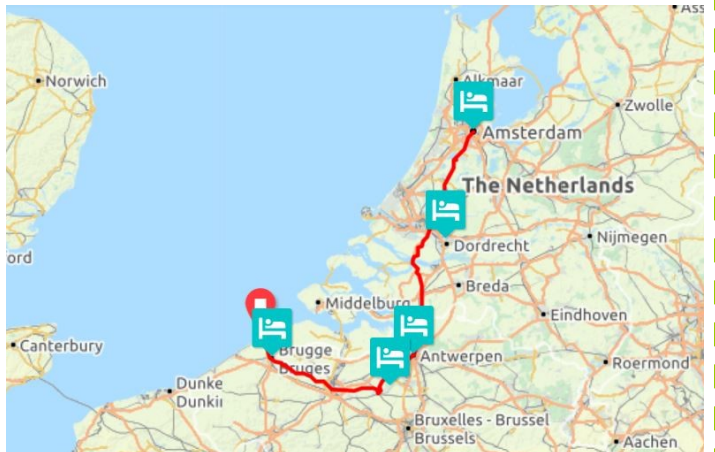 Ass
Norwich
Alkmaar
Zwolle
Amsterdam
The Netherlands
ord
Dordrecht
Nijmegen
Breda
Middelburg
Eindhoven
Canterbury
Brugge
Bruges
Antwerpen
Roermond
Dunke
Dunkir
Bruxelles - Brussel
Brussels
Aachen